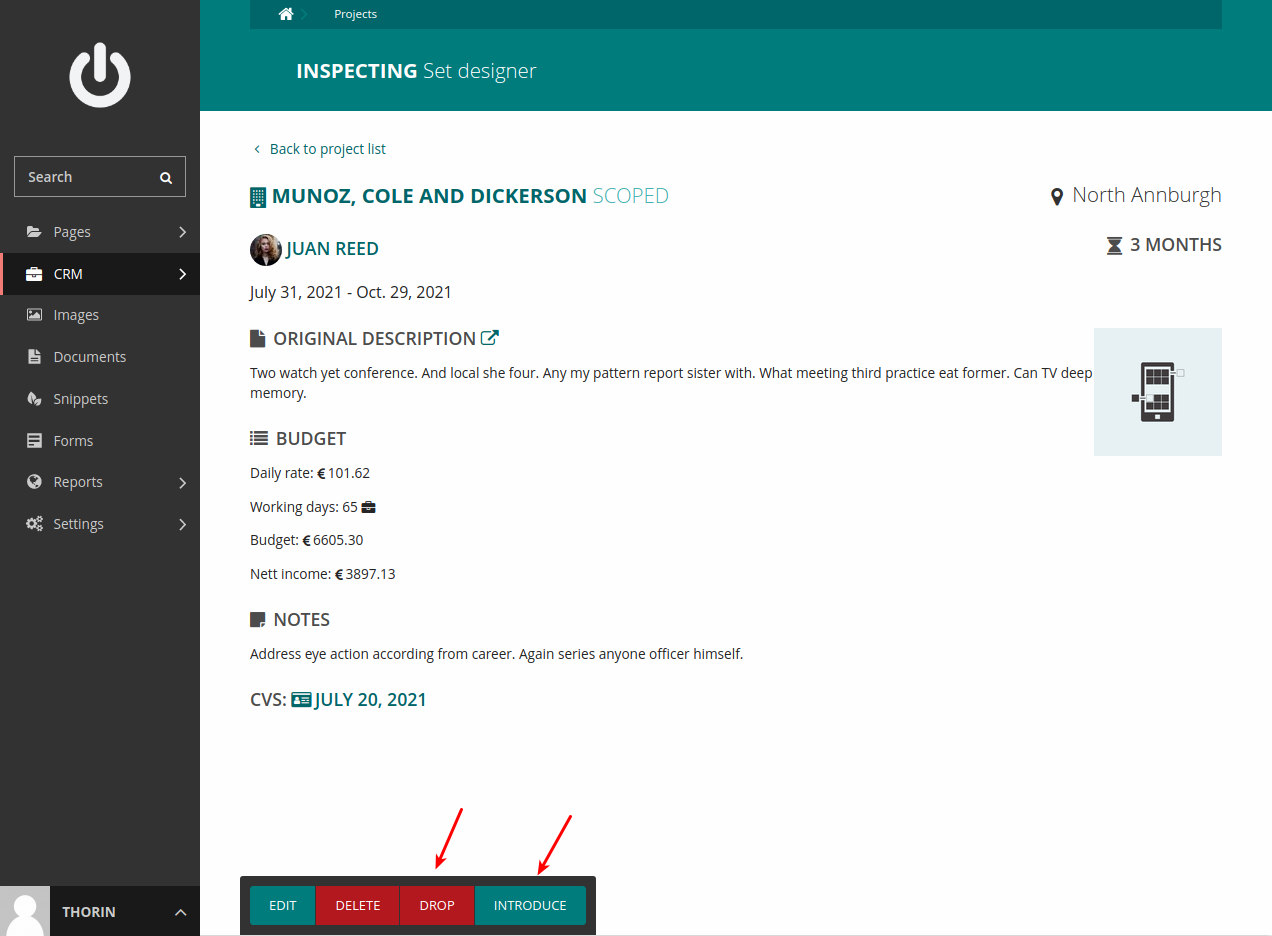 Projects
INSPECTING Set designer
Search
Pages
CRM
Images
Documents
Snippets
Forms
Reports
Settings
THORIN
Back to project list
MUNOZ, COLE AND DICKERSON SCOPED
North Annburgh
JUAN REED
3 MONTHS
July 31, 2021 - Oct. 29, 2021
ORIGINAL DESCRIPTION
Two watch yet conference. And local she four. Any my pattern report sister with. What meeting third practice eat former. Can TV deep
memory.
BUDGET
Daily rate: € 101.62
Working days: 65
Budget: € 6605.30
Nett income: € 3897.13
NOTES
Address eye action according from career. Again series anyone officer himself.
CVS: JULY 20, 2021
EDIT DELETE DROP INTRODUCE